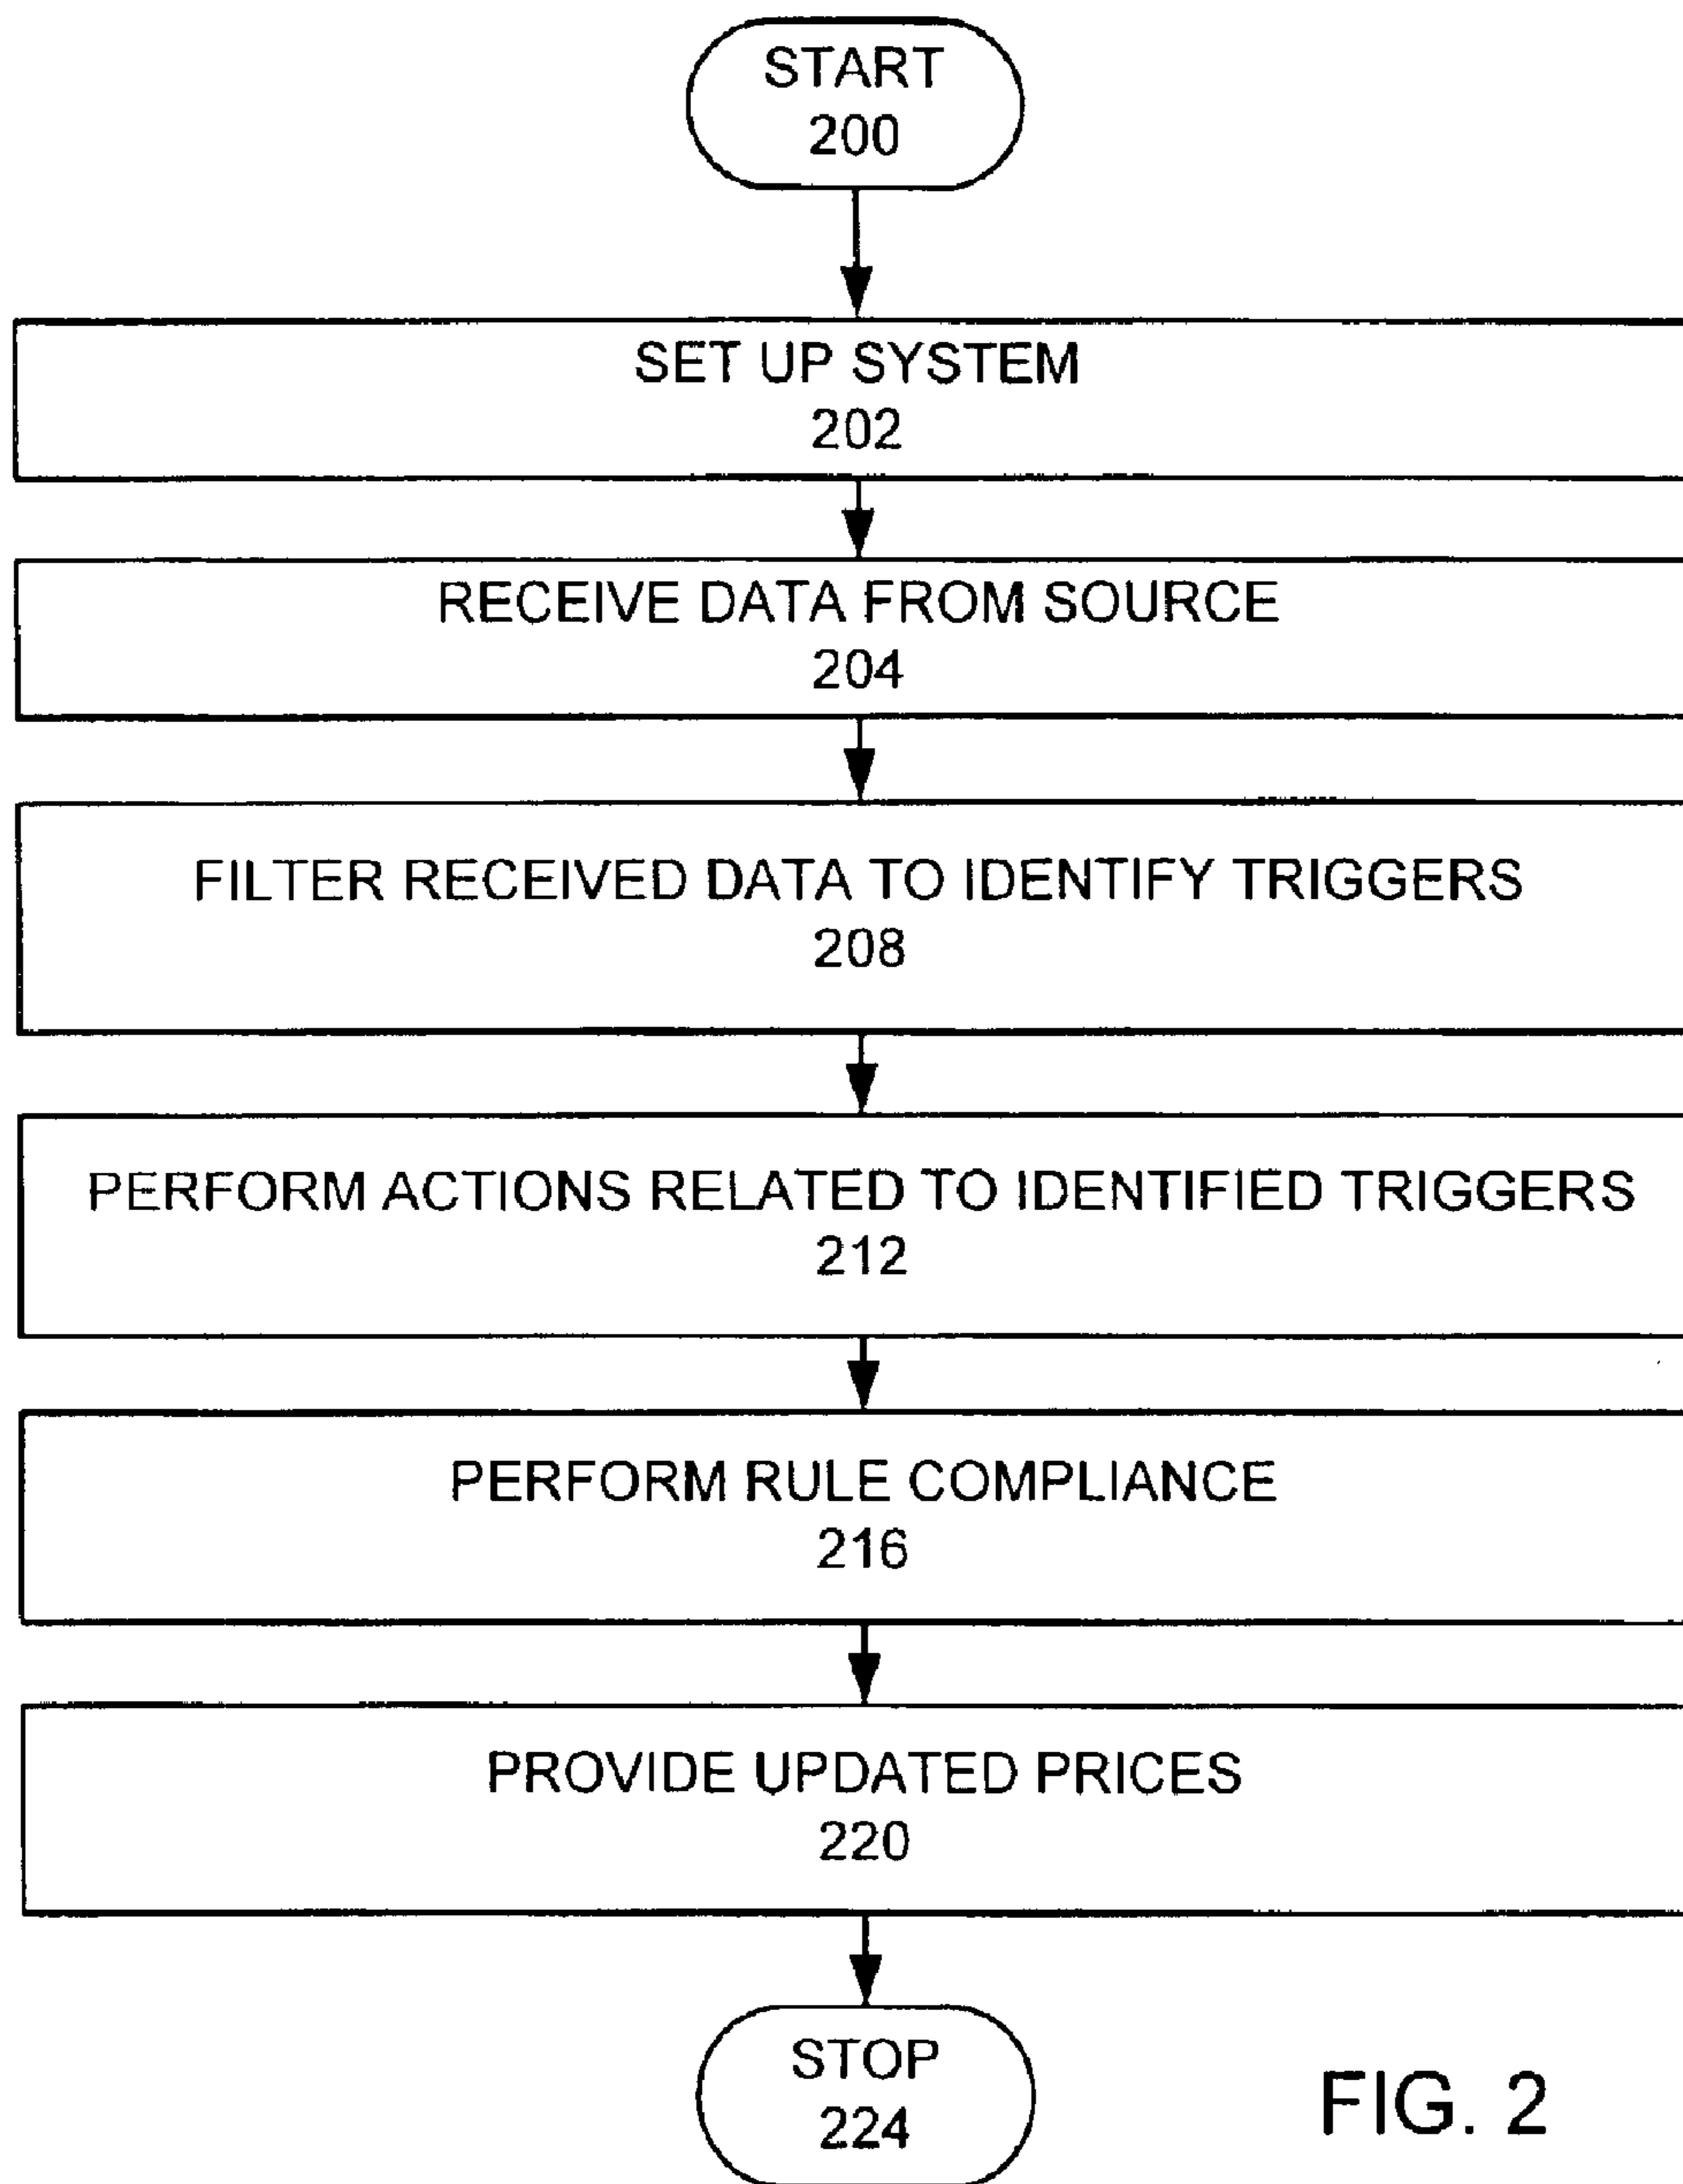 START
200
SET UP SYSTEM
202
RECEIVE DATA FROM SOURCE
204
FILTER RECEIVED DATA TO IDENTIFY TRIGGERS
208
PERFORM ACTIONS RELATED TO IDENTIFIED TRIGGERS
212
PERFORM RULE COMPLIANCE
216
PROVIDE UPDATED PRICES
220
STOP
224
FIG. 2